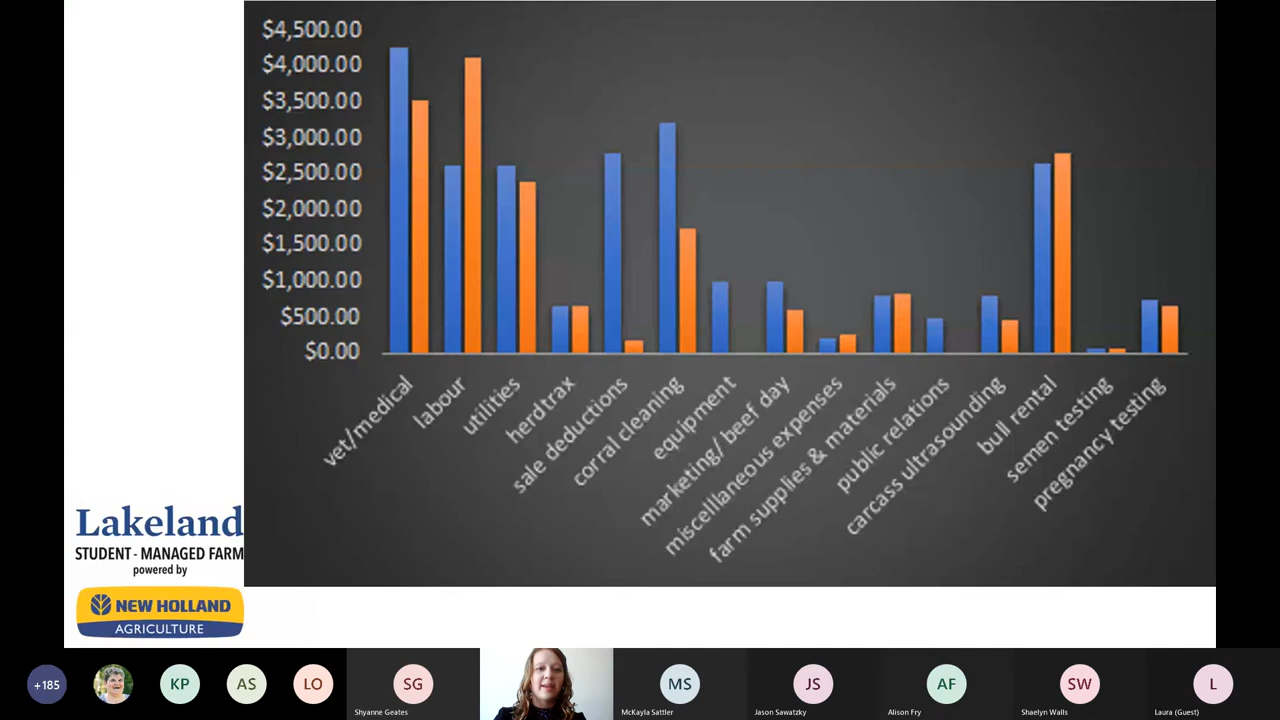 $4,500.00
$4,000.00
$3,500.00
$3,000.00
$2,500.00
$2,000.00
$1,500.00
$1,000.00
$500.00
$0.00
vet/medical
labour
utilities
herdtrax
sale deductions
corral cleaning
equipment
marketing/ beef day
miscelllaneous expenses
farm supplies & materials
public relations
carcass ultrasounding
bull rental
semen testing
pregnancy testing
Lakeland
STUDENT - MANAGED FARM
powered by
NEW HOLLAND
AGRICULTURE
+185
KP
AS
LO
SG
MS
JS
AF
SW
L
Shyanne Geates
McKayla Sattler
Jason Sawatzky
Alison Fry
Shaelyn Walls
Laura (Guest)